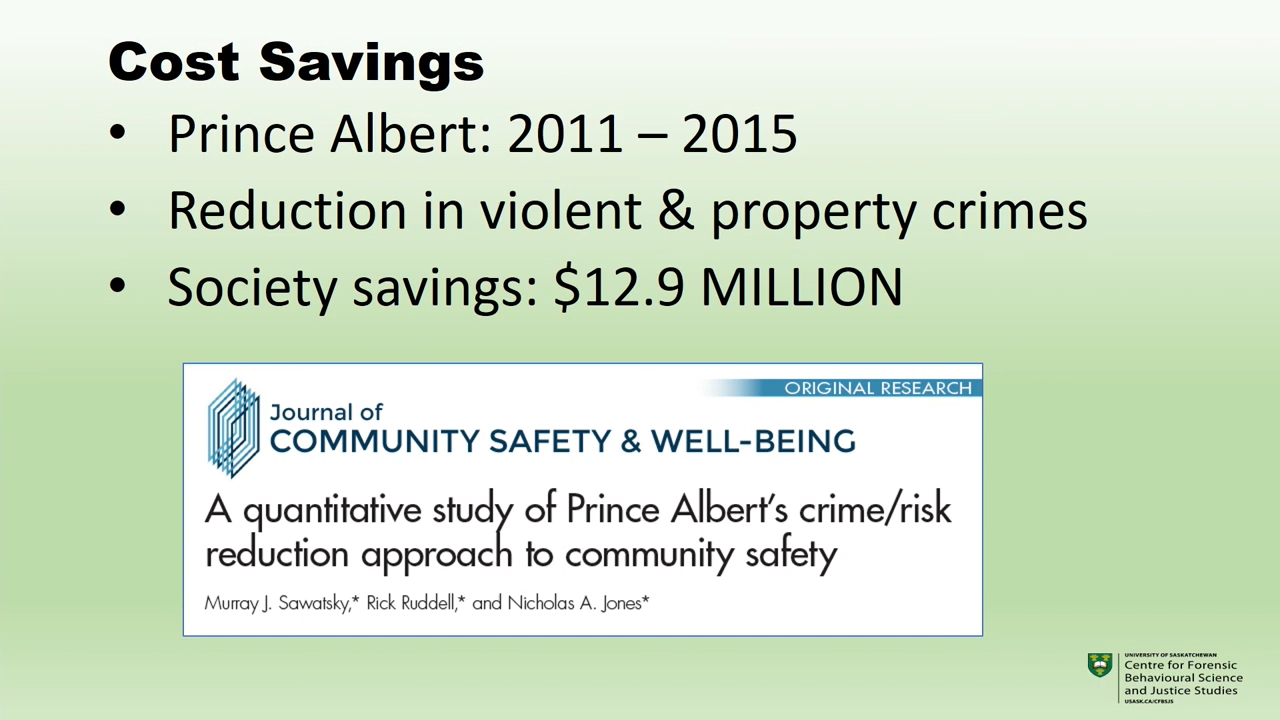 Cost Savings
• Prince Albert: 2011 – 2015
• Reduction in violent & property crimes
• Society savings: $12.9 MILLION
ORIGINAL RESEARCH
Journal of
COMMUNITY SAFETY & WELL-BEING
A quantitative study of Prince Albert’s crime/risk
reduction approach to community safety
Murray J. Sawatsky,* Rick Ruddell,* and Nicholas A. Jones*
UNIVERSITY OF SASKATCHEWAN
Centre for Forensic
Behavioural Science
and Justice Studies
USASK.CA/CFBSJS